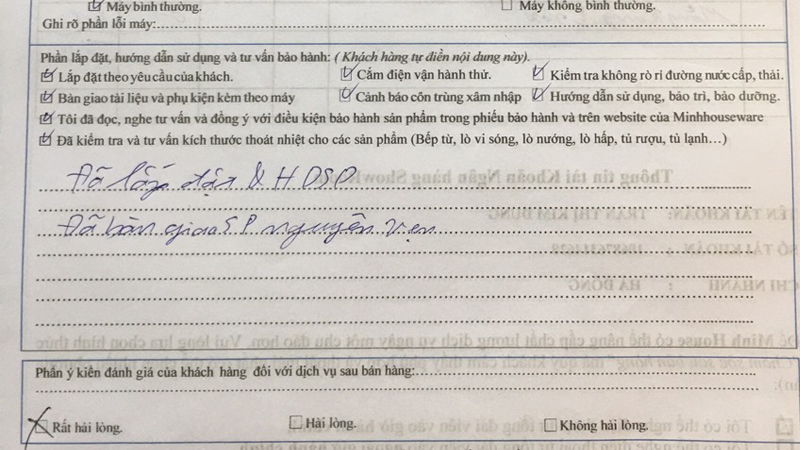 Máy bình thường. Máy không bình thường.
Ghi rõ phần lỗi máy:
Phần lắp đặt, hướng dẫn sử dụng và tư vấn bảo hành: ( Khách hàng tự điền nội dung này).
Lắp đặt theo yêu cầu của khách. Cắm điện vận hành thử. Kiểm tra không rò rỉ đường nước cấp, thải.
Bàn giao tài liệu và phụ kiện kèm theo máy Cảnh báo côn trùng xâm nhập Hướng dẫn sử dụng, bảo trì, bảo dưỡng.
Tôi đã đọc, nghe tư vấn và đồng ý với điều kiện bảo hành sản phẩm trong phiếu bảo hành và trên website của Minhhouseware
Đã kiểm tra và tư vấn kích thước thoát nhiệt cho các sản phẩm (Bếp từ, lò vi sóng, lò nướng, lò hấp, tủ rượu, tủ lạnh…)
Đã lắp đặt & HDSD
Đã bàn giao SP nguyên vẹn
Phần ý kiến đánh giá của khách hàng đối với dịch vụ sau bán hàng:
Rất hài lòng. Hài lòng. Không hài lòng.